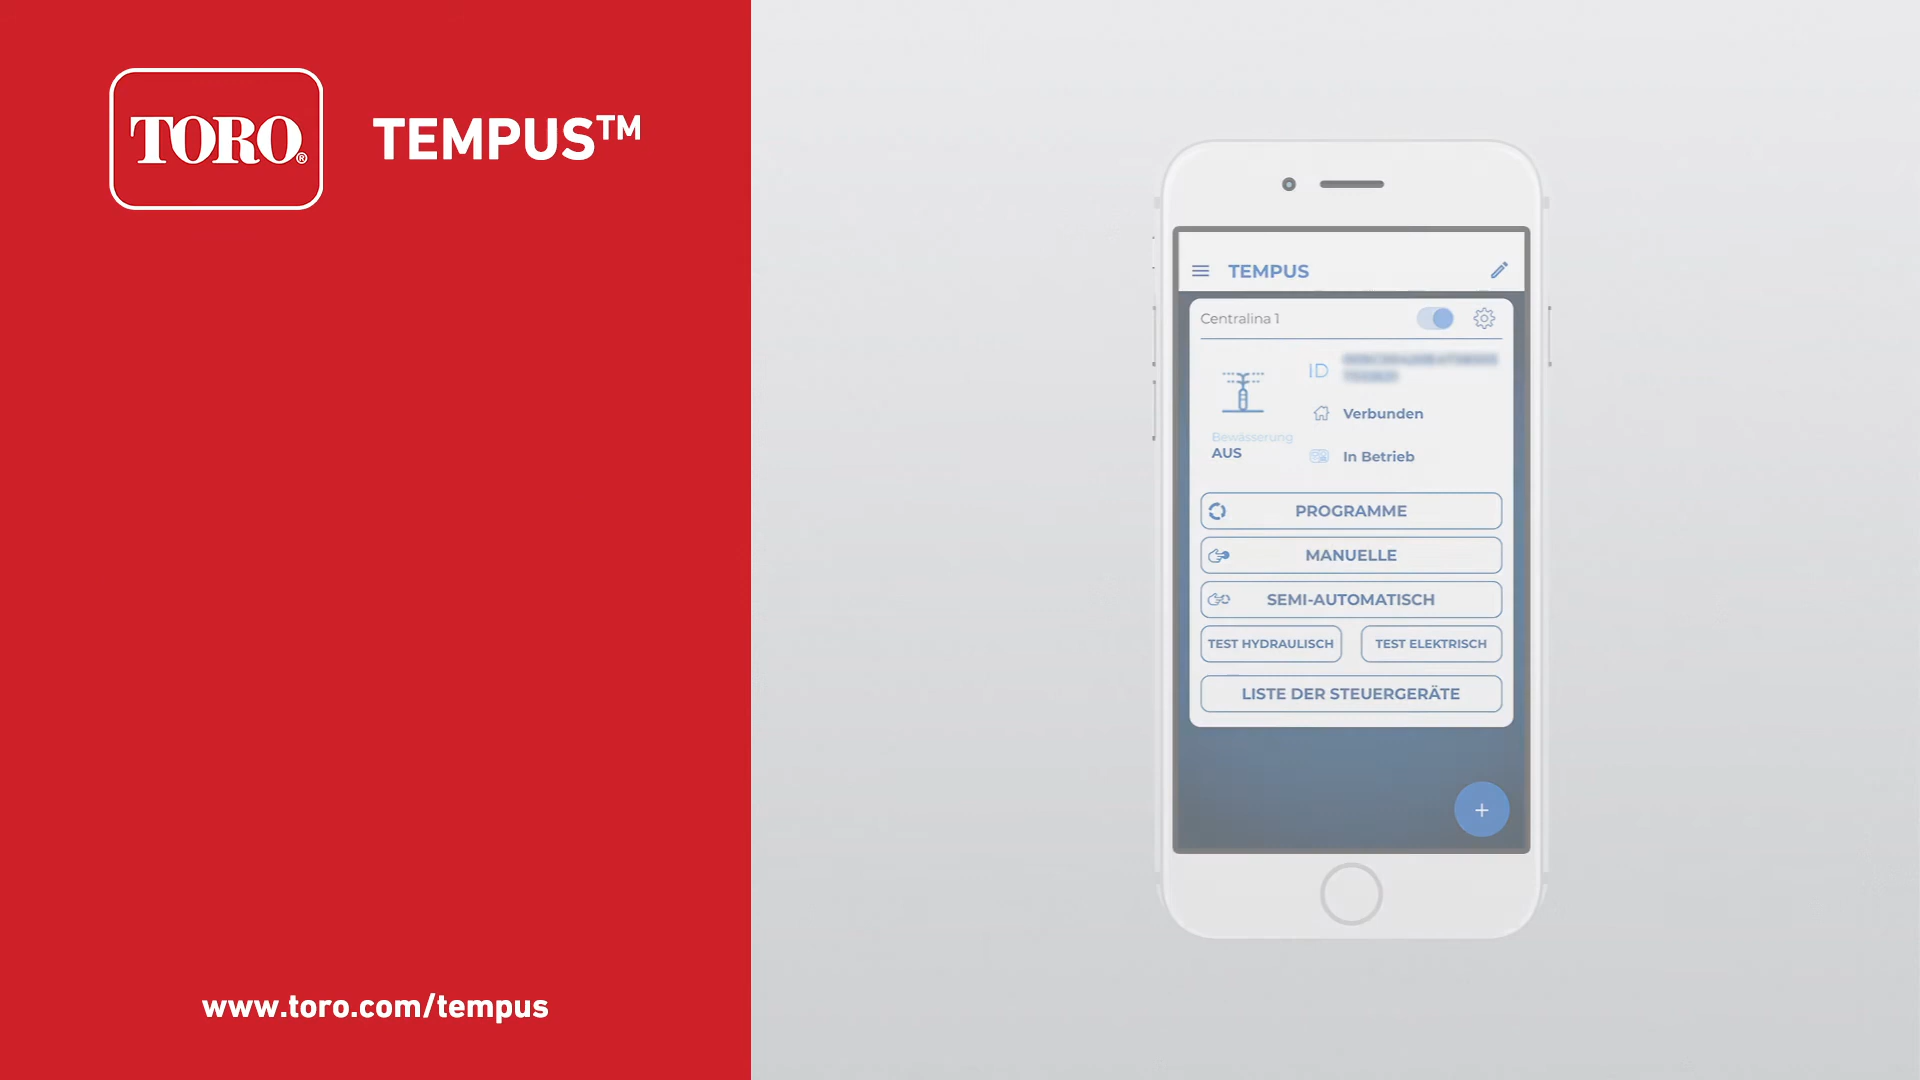 TORO®
TEMPUS™
www.toro.com/tempus
TEMPUS
Centralina 1
ID
Verbunden
Bewässerung
AUS
In Betrieb
PROGRAMME
MANUELLE
SEMI-AUTOMATISCH
TEST HYDRAULISCH
TEST ELEKTRISCH
LISTE DER STEUERGERÄTE
+